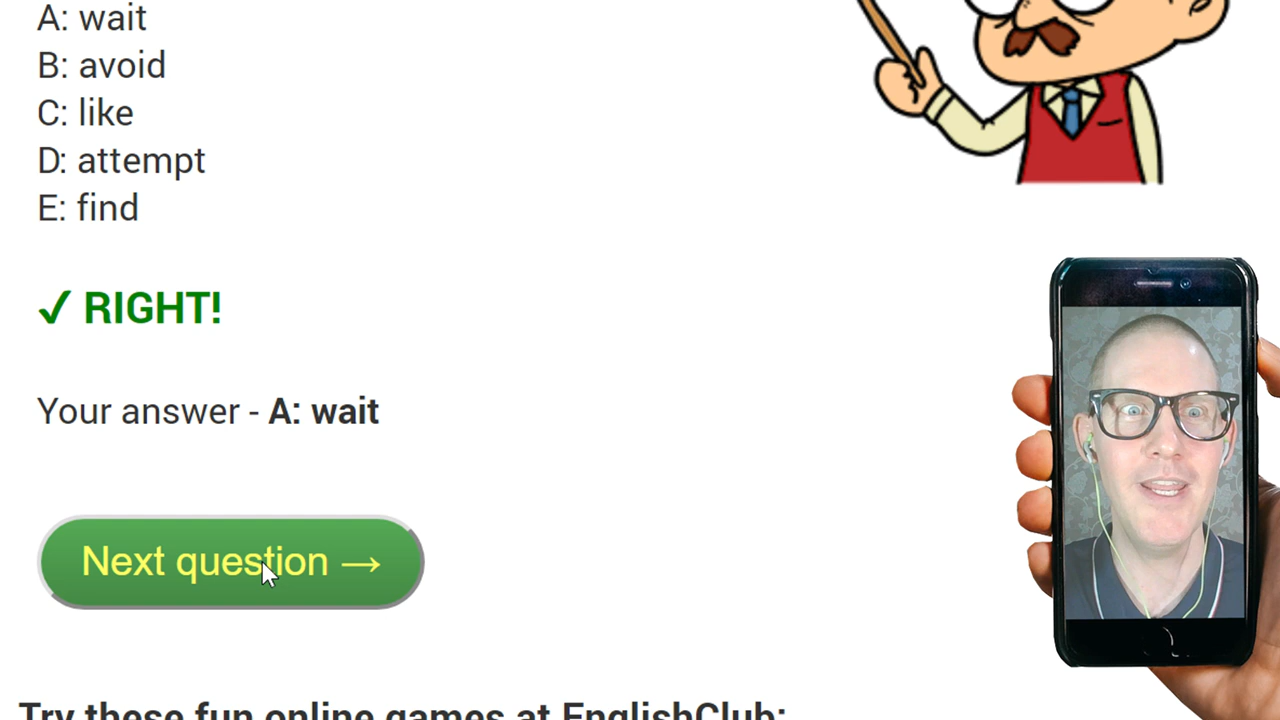 A: wait
B: avoid
C: like
D: attempt
E: find
✓ RIGHT!
Your answer - A: wait
Next question →
Try these fun online games at EnglishClub: